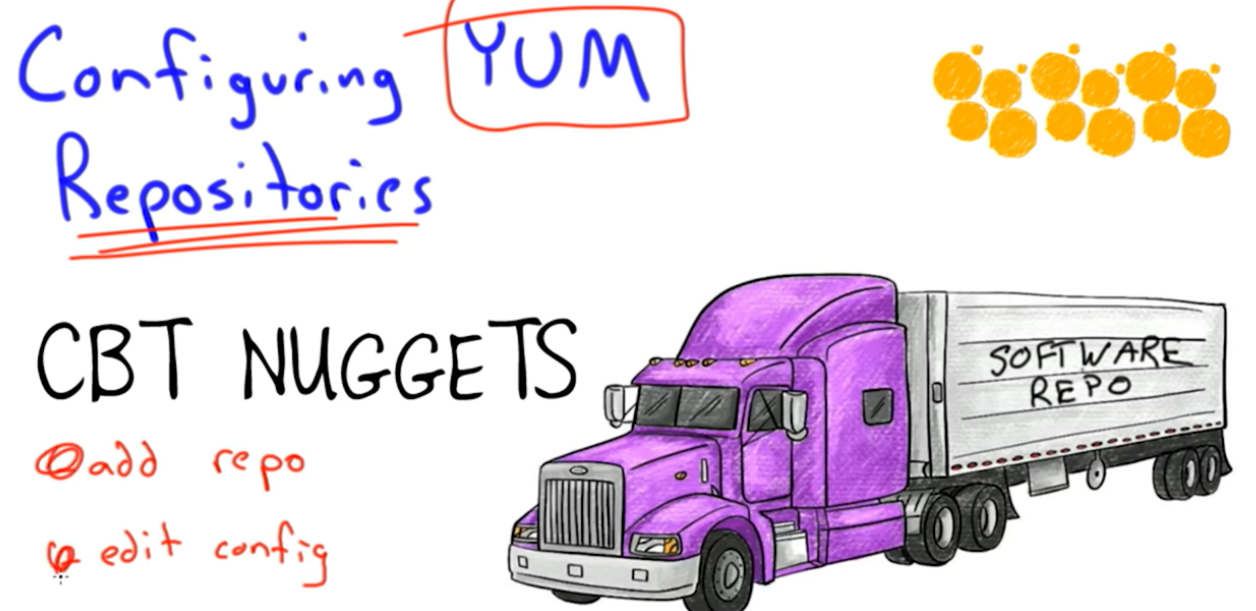 Configuring YUM
Repositories
CBT NUGGETS
add repo
edit config
SOFTWARE
REPO